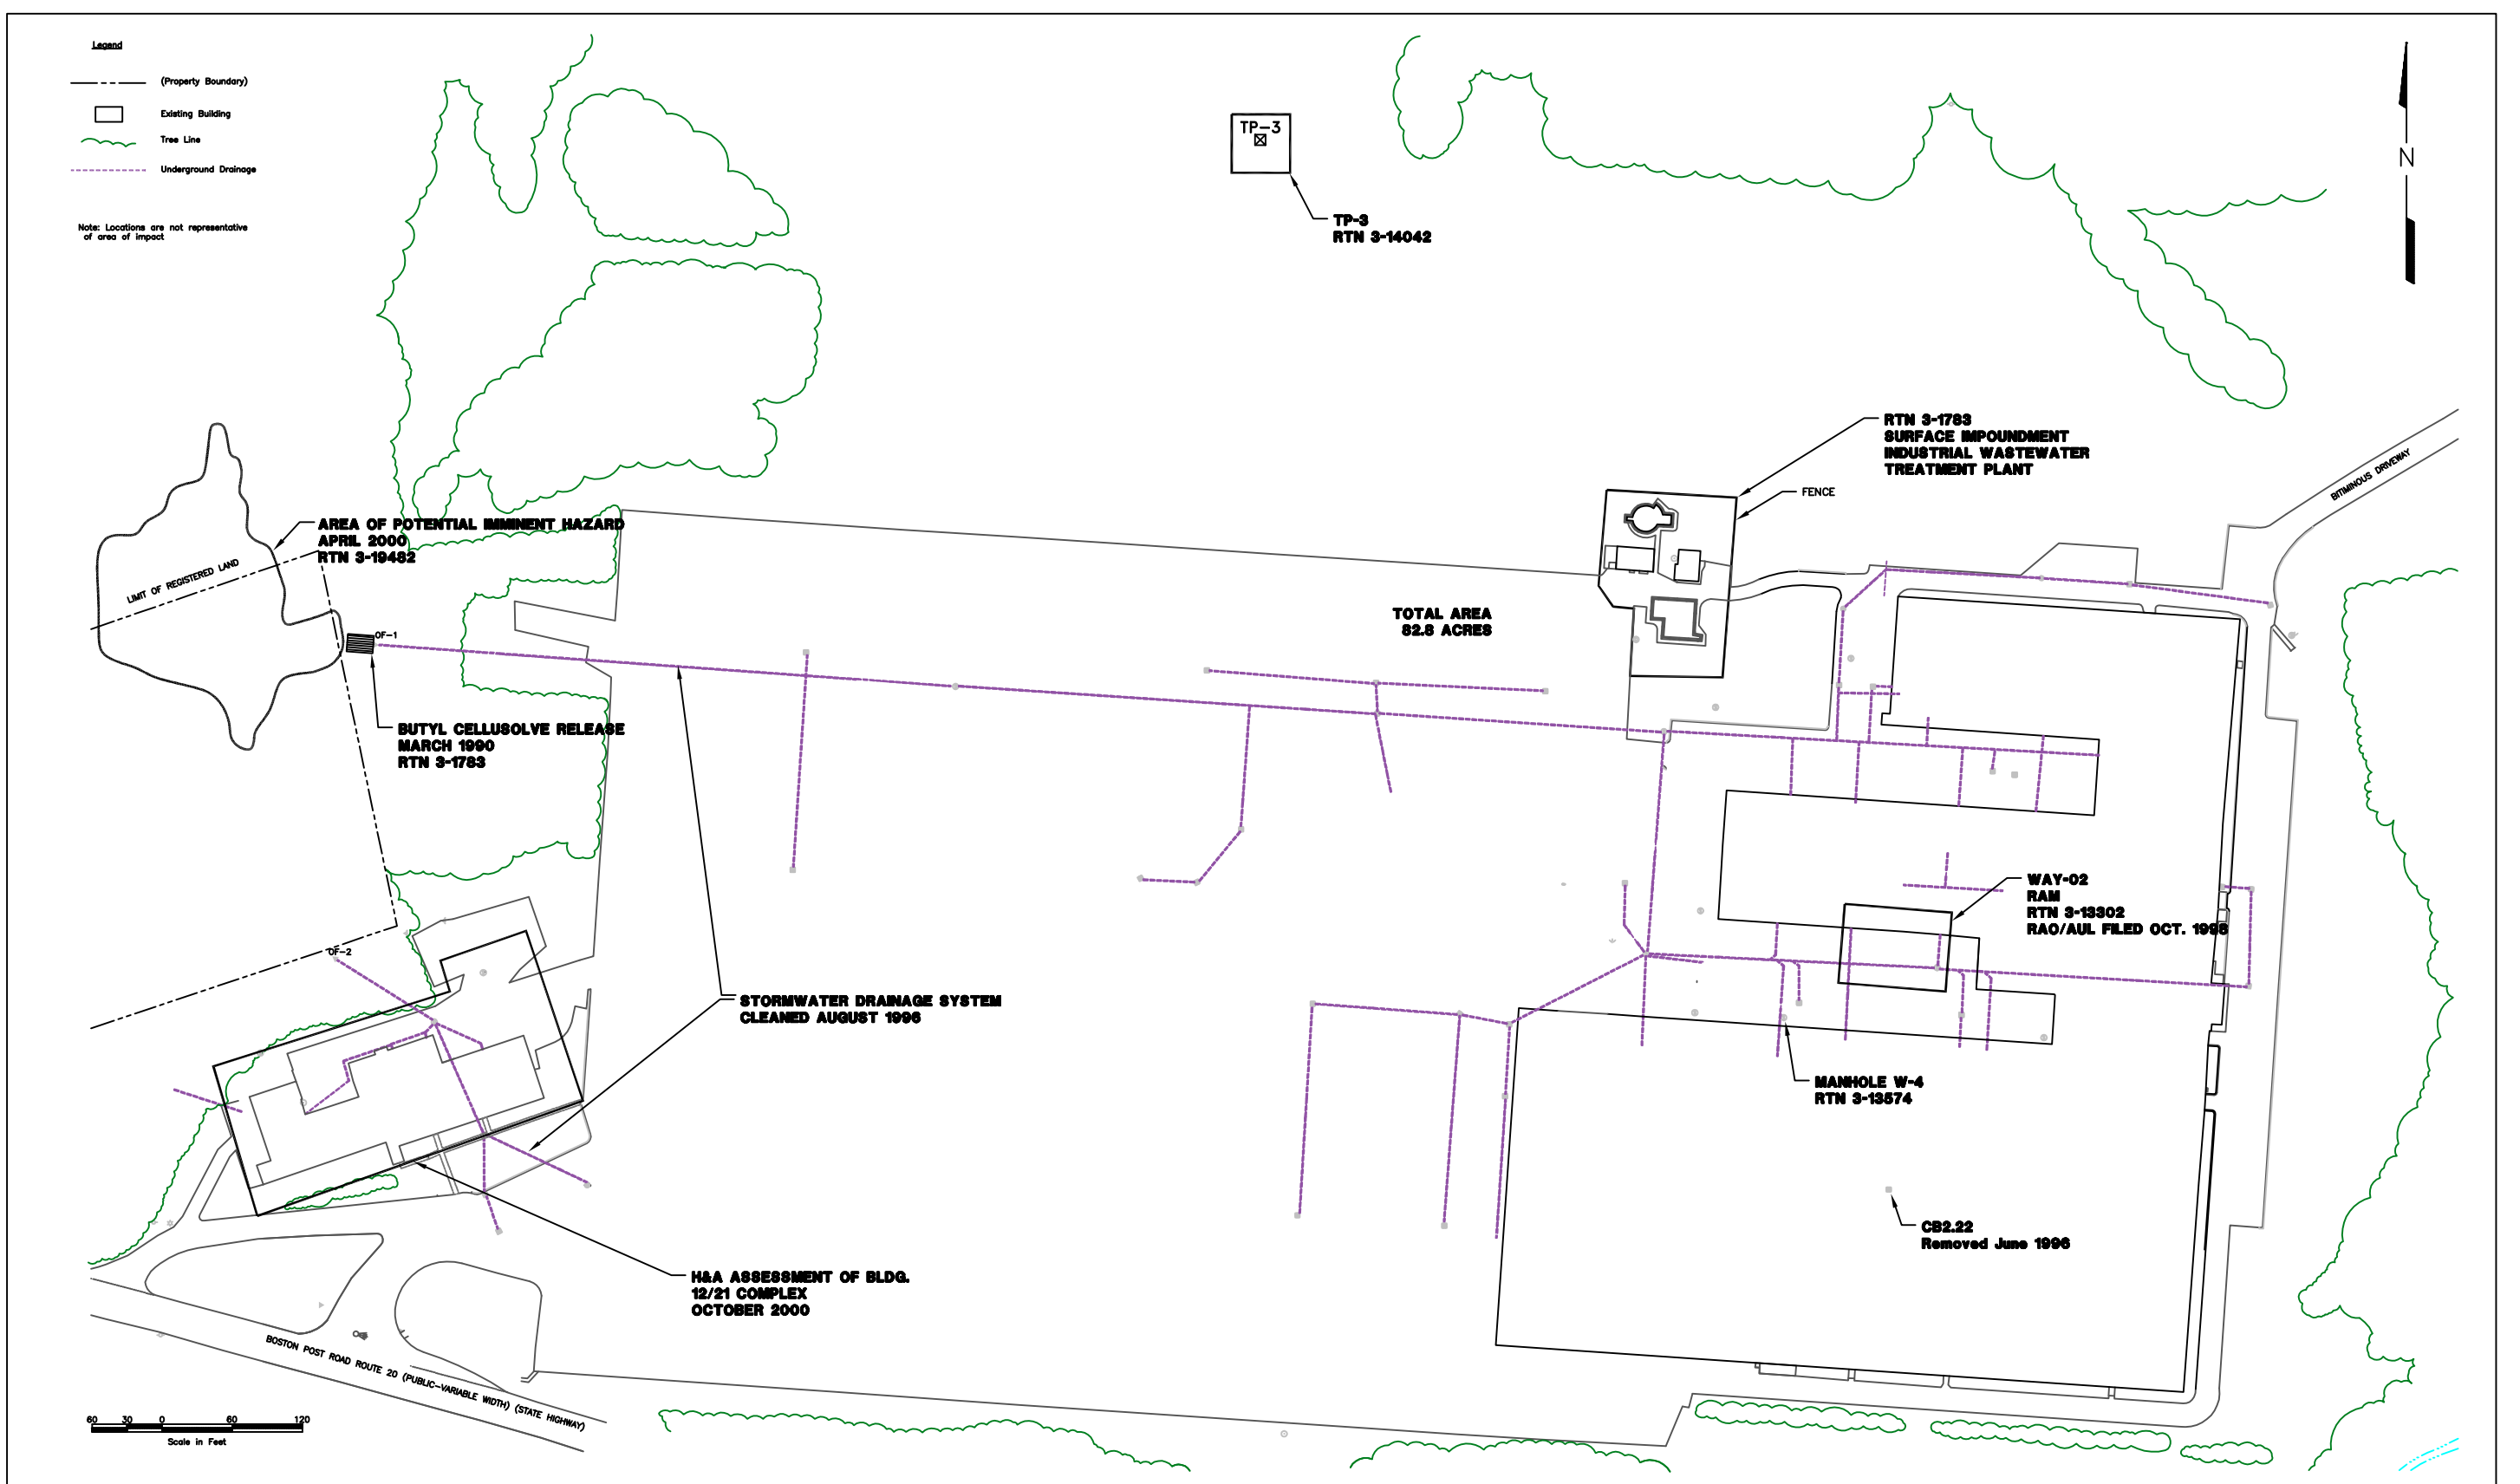 Legend
(Property Boundary)
Existing Building
Tree Line
Underground Drainage
Note: Locations are not representative
of area of impact
TP-3
TP-3
RTN 3-14042
N
RTN 3-1783
SURFACE IMPOUNDMENT
INDUSTRIAL WASTEWATER
TREATMENT PLANT
FENCE
BITIMINOUS DRIVEWAY
AREA OF POTENTIAL IMMINENT HAZARD
APRIL 2000
RTN 3-19482
LIMIT OF REGISTERED LAND
OF-1
TOTAL AREA
82.8 ACRES
BUTYL CELLUSOLVE RELEASE
MARCH 1990
RTN 3-1783
WAY-02
RAM
RTN 3-13302
RAO/AUL FILED OCT. 1998
OF-2
STORMWATER DRAINAGE SYSTEM
CLEANED AUGUST 1996
MANHOLE W-4
RTN 3-13574
CB2.22
Removed June 1996
H&A ASSESSMENT OF BLDG.
12/21 COMPLEX
OCTOBER 2000
BOSTON POST ROAD ROUTE 20 (PUBLIC-VARIABLE WIDTH) (STATE HIGHWAY)
60 30 0 60 120
Scale in Feet